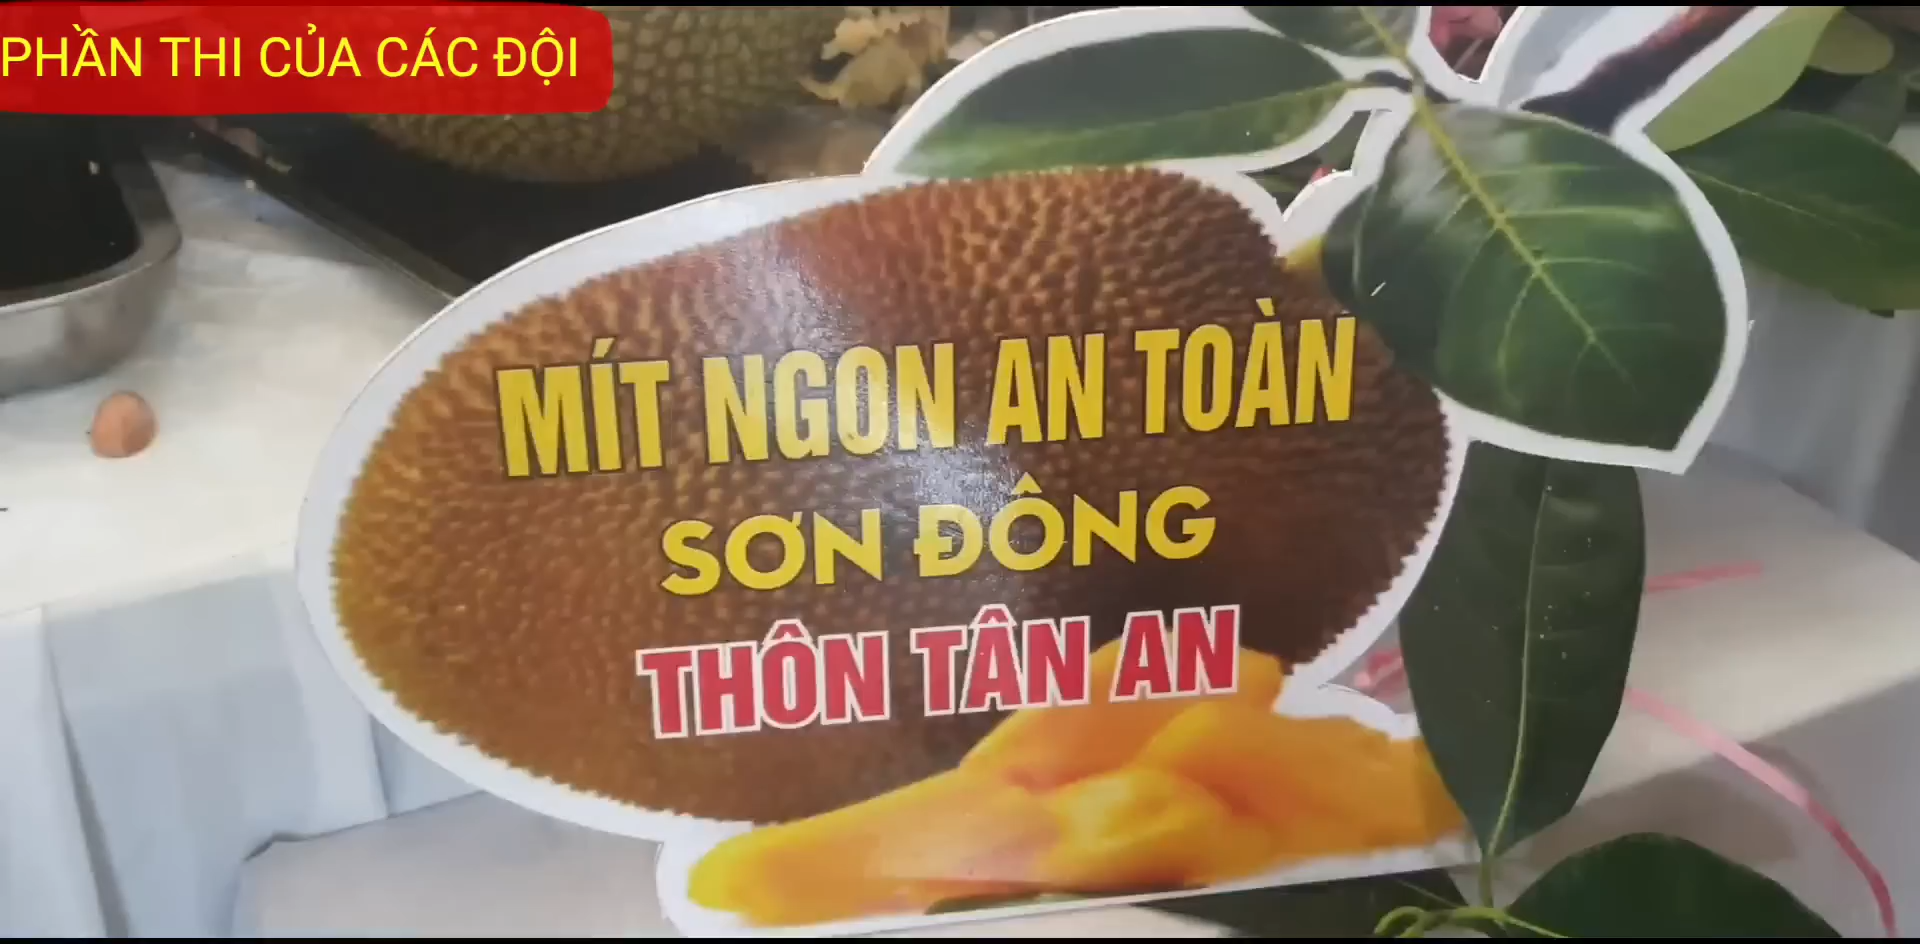 PHẦN THI CỦA CÁC ĐỘI
MÍT NGON AN TOÀN
SƠN ĐÔNG
THÔN TÂN AN